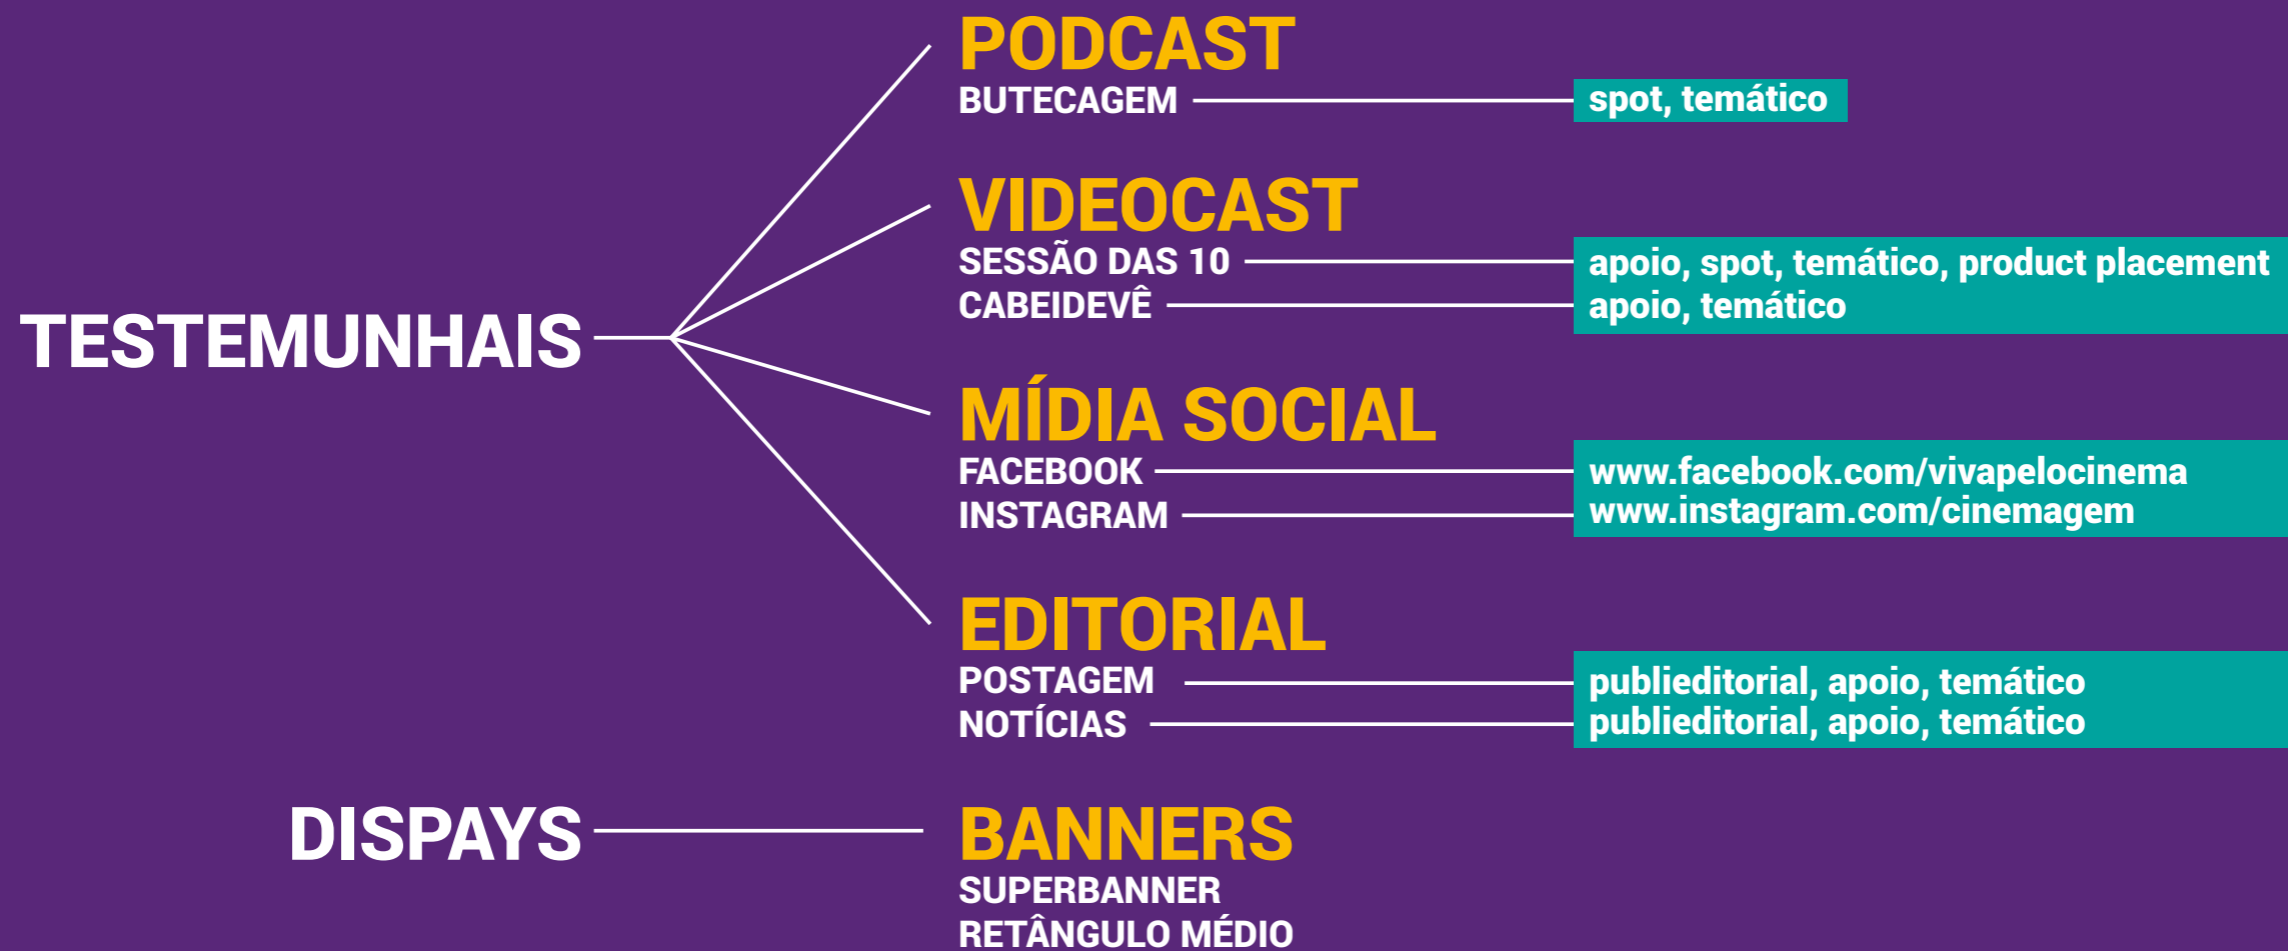 PODCAST
BUTECAGEM
spot, temático
VIDEOCAST
SESSÃO DAS 10
apoio, spot, temático, product placement
CABEIDEVÊ
apoio, temático
TESTEMUNHAIS
MÍDIA SOCIAL
FACEBOOK
www.facebook.com/vivapelocinema
INSTAGRAM
www.instagram.com/cinemagem
EDITORIAL
POSTAGEM
publieditorial, apoio, temático
NOTÍCIAS
publieditorial, apoio, temático
DISPAYS
BANNERS
SUPERBANNER
RETÂNGULO MÉDIO